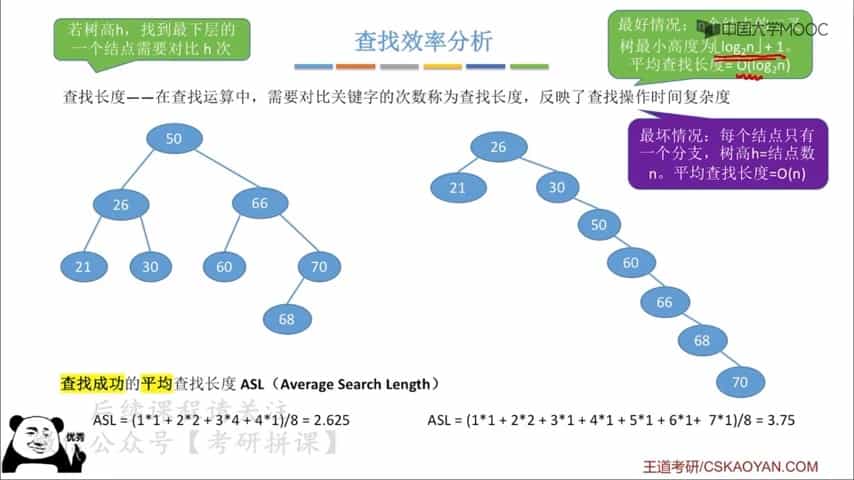 若树高h，找到最下层的
一个结点需要对比 h 次
查找效率分析
最好情况：n个结点的二叉
中国大学MOOC
树最小高度为⌊log₂n⌋ + 1。
平均查找长度= O(log₂n)
查找长度——在查找运算中，需要对比关键字的次数称为查找长度，反映了查找操作时间复杂度
最坏情况：每个结点只有
一个分支，树高h=结点数
n。平均查找长度=O(n)
50
26
66
21
30
60
70
68
26
21
30
50
60
66
68
70
查找成功的平均查找长度 ASL（Average Search Length）
后续课程请关注
ASL = (1*1 + 2*2 + 3*4 + 4*1)/8 = 2.625
ASL = (1*1 + 2*2 + 3*1 + 4*1 + 5*1 + 6*1+ 7*1)/8 = 3.75
优秀
公众号【考研拼课】
王道考研/CSKAOYAN.COM